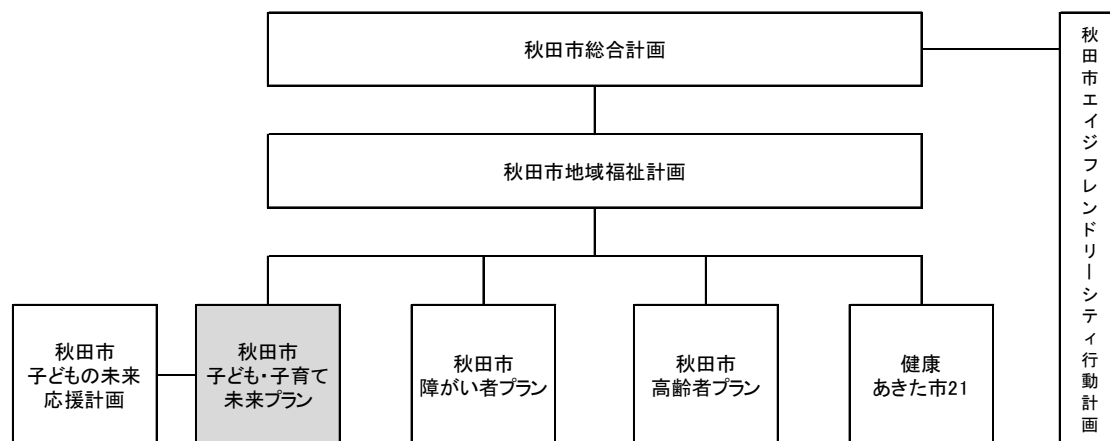 秋田市総合計画
秋田市エイジフレンドリーシティ行動計画
秋田市地域福祉計画
秋田市
子どもの未来
応援計画
秋田市
子ども・子育て
未来プラン
秋田市
障がい者プラン
秋田市
高齢者プラン
健康
あきた市21